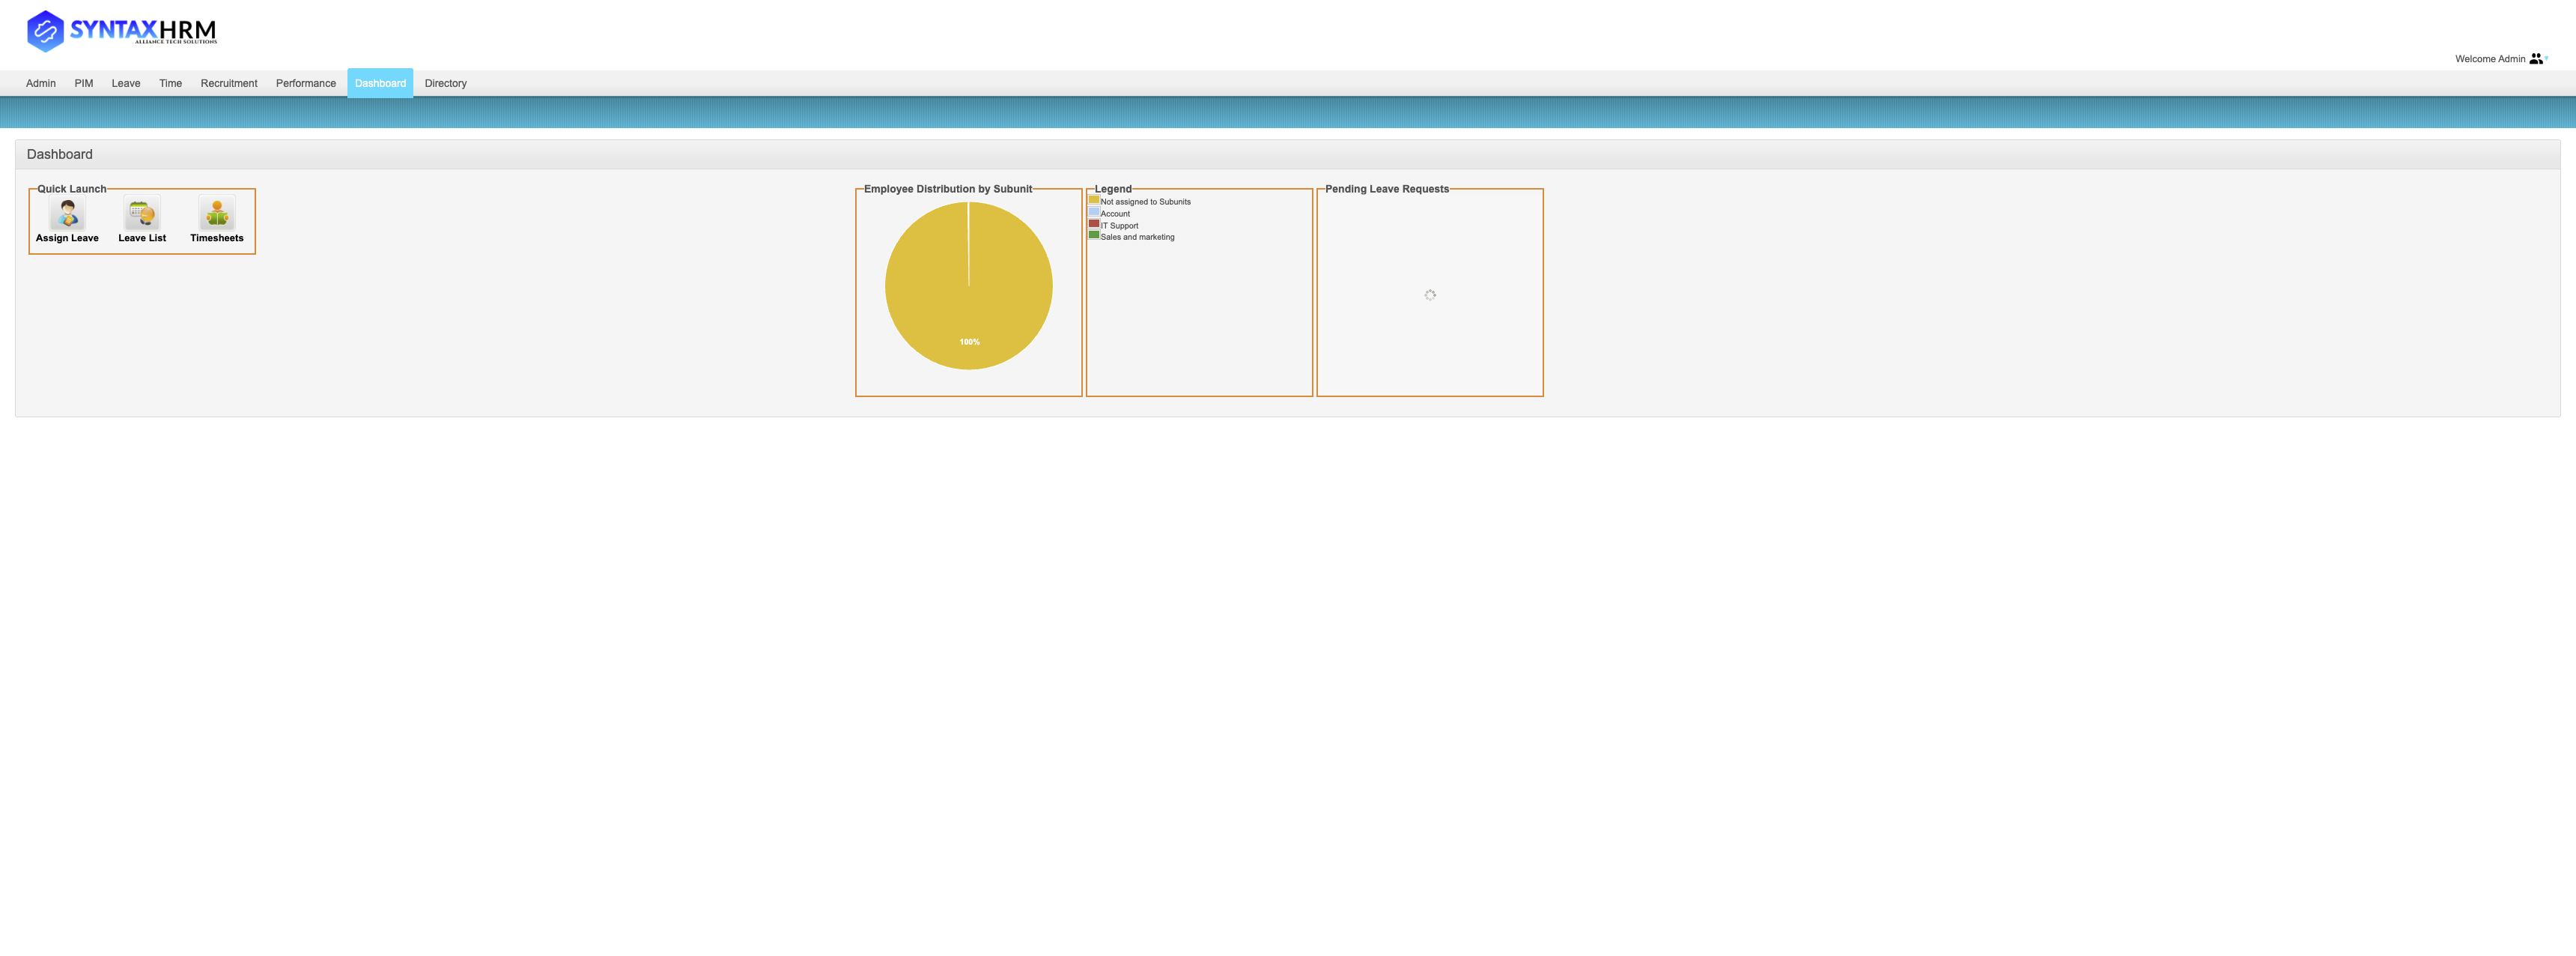 SYNTAXHRM
ALLIANCE TECH SOLUTIONS
Welcome Admin
Admin PIM Leave Time Recruitment Performance Dashboard Directory
Dashboard
Quick Launch
Assign Leave Leave List Timesheets
Employee Distribution by Subunit
100%
Legend
Not assigned to Subunits
Account
IT Support
Sales and marketing
Pending Leave Requests